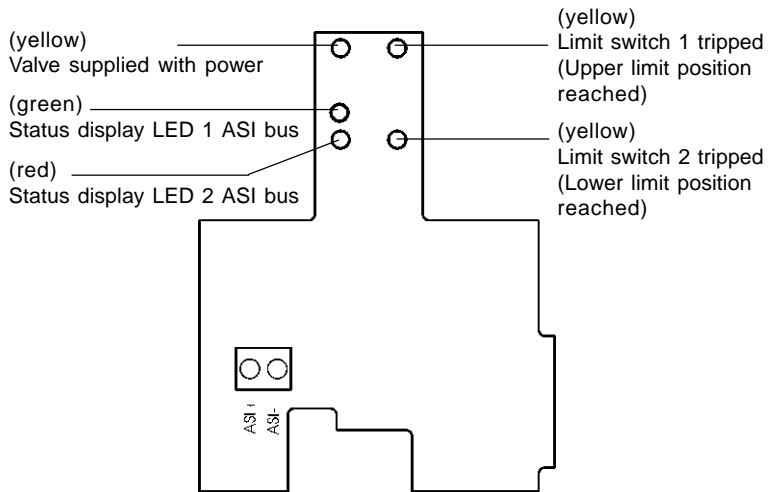 (yellow)
Valve supplied with power
(green)
Status display LED 1 ASI bus
(red)
Status display LED 2 ASI bus
(yellow)
Limit switch 1 tripped
(Upper limit position
reached)
(yellow)
Limit switch 2 tripped
(Lower limit position
reached)
ASI+
ASI-